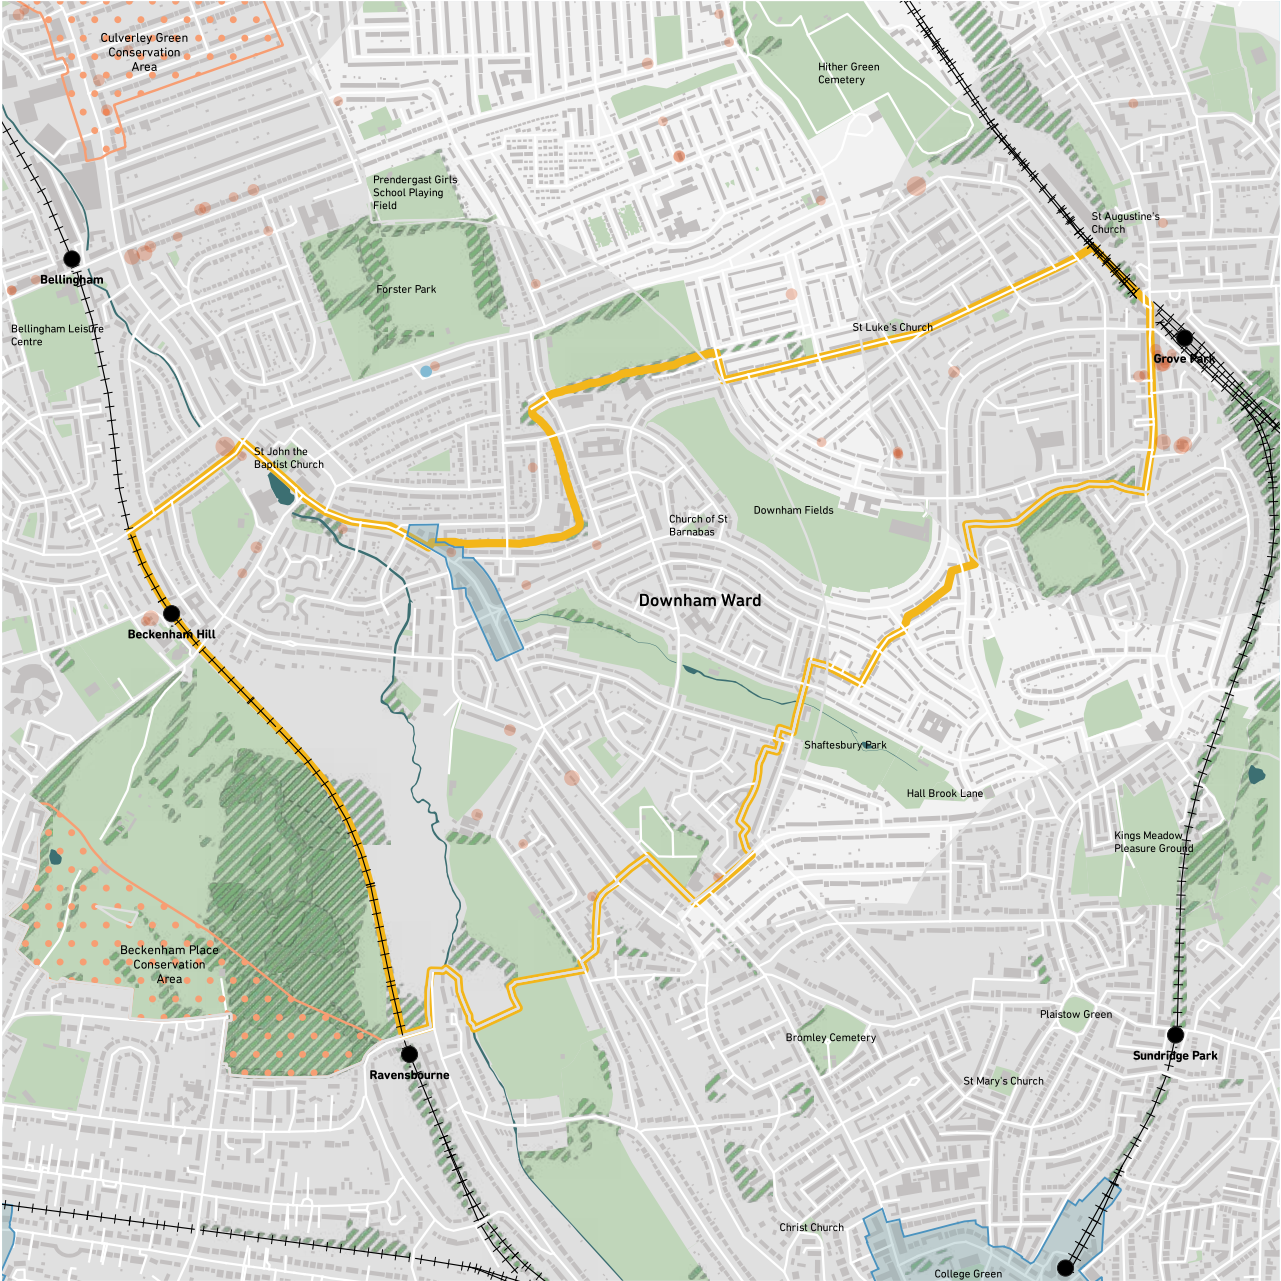 Culverley Green
Conservation
Area
Hither Green
Cemetery
Prendergast Girls
School Playing
Field
St Augustine's
Church
Bellingham
Forster Park
Bellingham Leisure
Centre
St Luke's Church
Grove Park
St John the
Baptist Church
Downham Fields
Church of St
Barnabas
Downham Ward
Beckenham Hill
Shaftesbury Park
Hall Brook Lane
Kings Meadow
Pleasure Ground
Beckenham Place
Conservation
Area
Plaistow Green
Bromley Cemetery
Sundridge Park
Ravensbourne
St Mary's Church
Christ Church
College Green